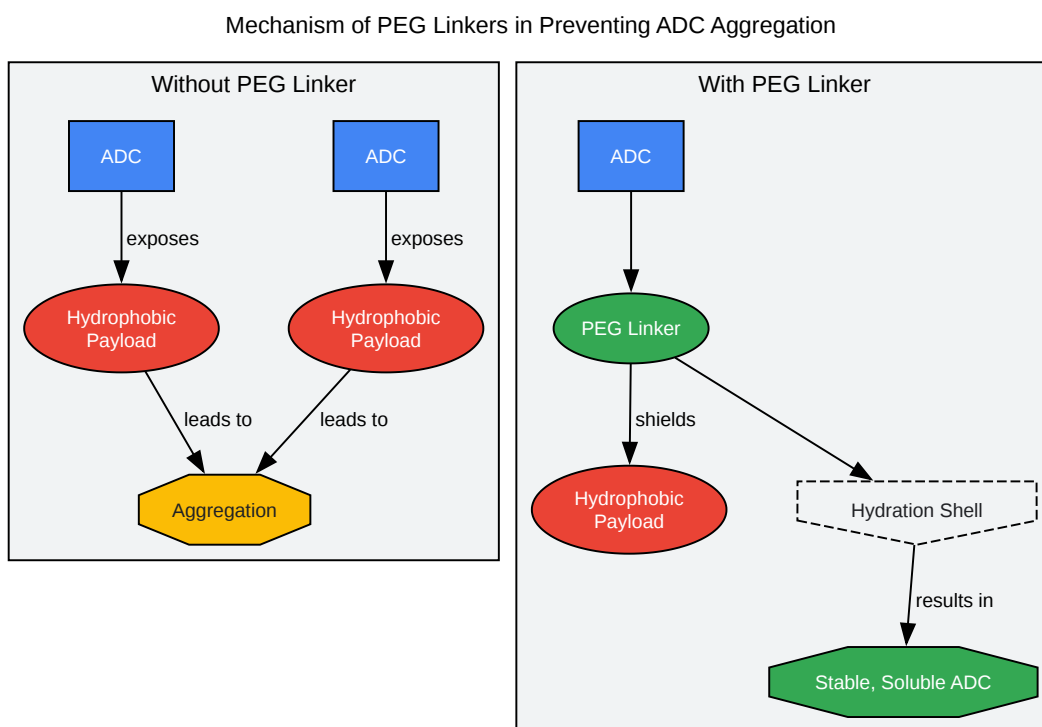 Mechanism of PEG Linkers in Preventing ADC Aggregation
Without PEG Linker
ADC
ADC
exposes
exposes
Hydrophobic
Payload
Hydrophobic
Payload
leads to
leads to
Aggregation
With PEG Linker
ADC
PEG Linker
shields
Hydrophobic
Payload
Hydration Shell
results in
Stable, Soluble ADC